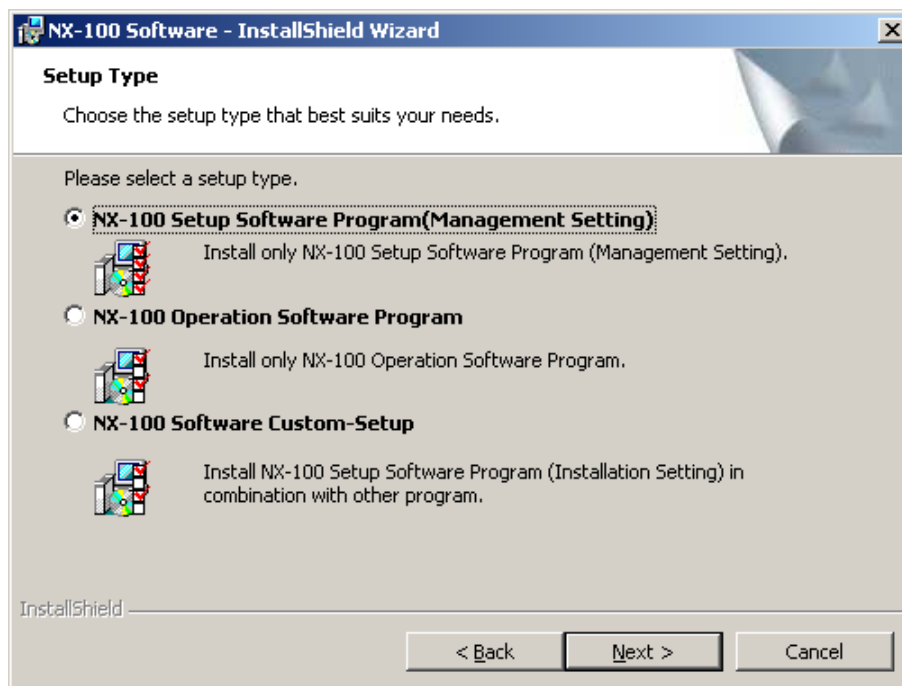 NX-100 Software - InstallShield Wizard
Setup Type
Choose the setup type that best suits your needs.
Please select a setup type.
NX-100 Setup Software Program(Management Setting)
Install only NX-100 Setup Software Program (Management Setting).
NX-100 Operation Software Program
Install only NX-100 Operation Software Program.
NX-100 Software Custom-Setup
Install NX-100 Setup Software Program (Installation Setting) in
combination with other program.
InstallShield
< Back
Next >
Cancel